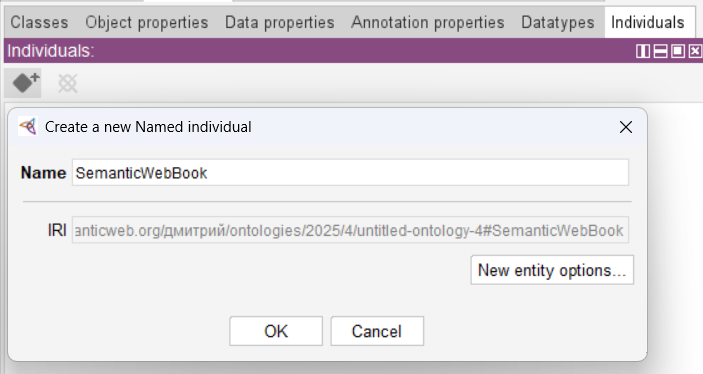 Classes Object properties Data properties Annotation properties Datatypes Individuals
Individuals:
Create a new Named individual
Name SemanticWebBook
IRI anticweb.org/дмитрий/ontologies/2025/4/untitled-ontology-4#SemanticWebBook
New entity options...
OK Cancel